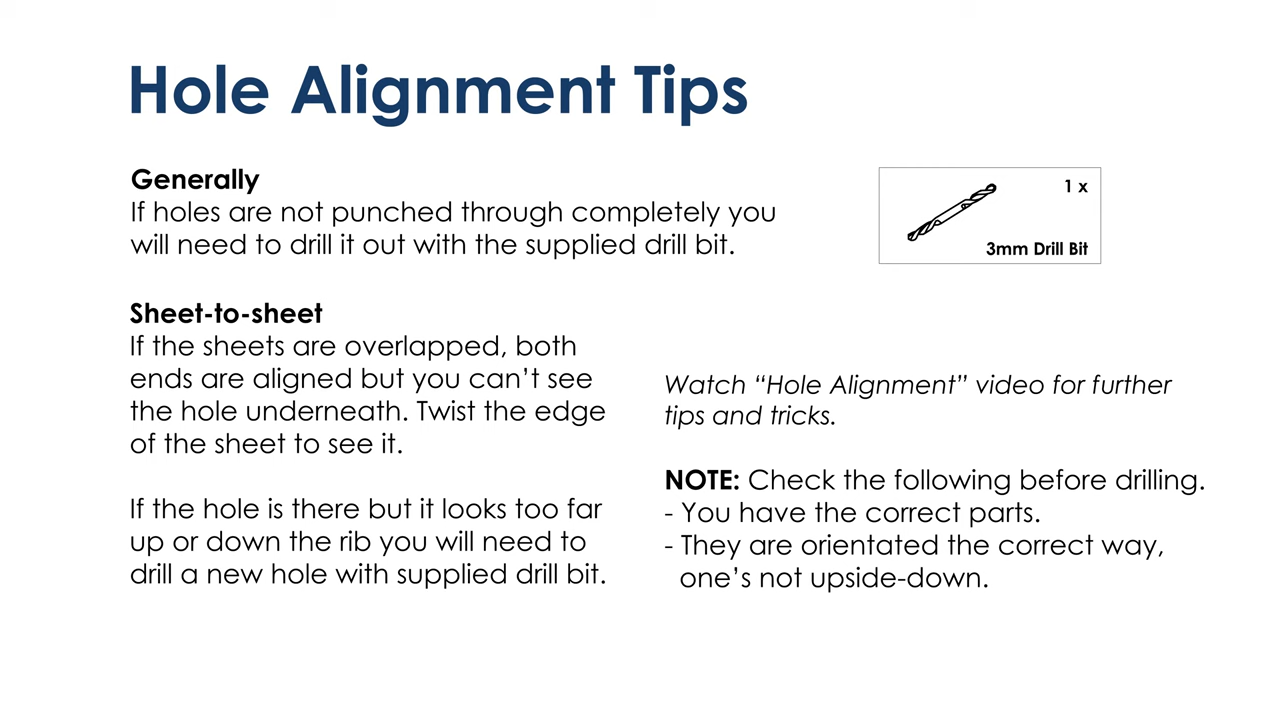 Hole Alignment Tips
Generally
If holes are not punched through completely you
will need to drill it out with the supplied drill bit.
1 x
3mm Drill Bit
Sheet-to-sheet
If the sheets are overlapped, both
ends are aligned but you can’t see
the hole underneath. Twist the edge
of the sheet to see it.
If the hole is there but it looks too far
up or down the rib you will need to
drill a new hole with supplied drill bit.
Watch “Hole Alignment” video for further
tips and tricks.
NOTE: Check the following before drilling.
- You have the correct parts.
- They are orientated the correct way,
one’s not upside-down.